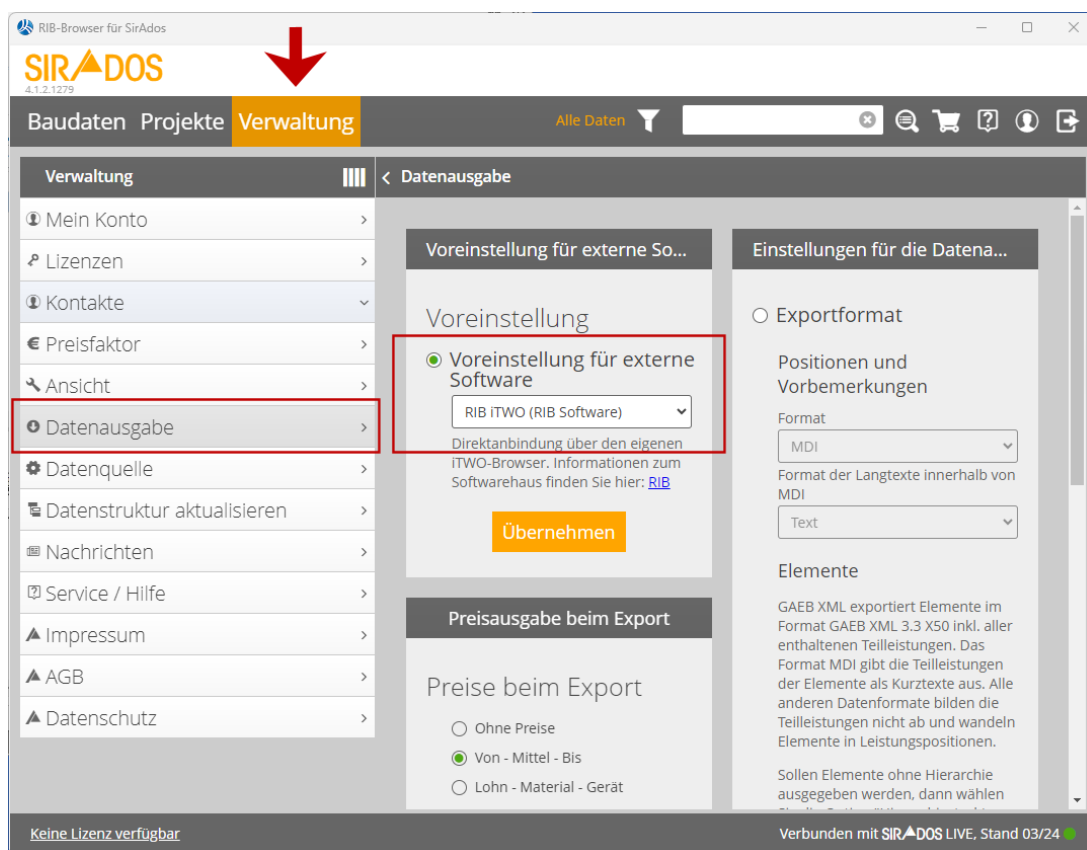 RIB-Browser für SirAdos
SIRADOS
4.1.2.1279
Baudaten Projekte Verwaltung
Alle Daten
Verwaltung
Mein Konto
Lizenzen
Kontakte
Preisfaktor
Ansicht
Datenausgabe
Datenquelle
Datenstruktur aktualisieren
Nachrichten
Service / Hilfe
Impressum
AGB
Datenschutz
Datenausgabe
Voreinstellung für externe So...
Voreinstellung
Voreinstellung für externe
Software
RIB iTWO (RIB Software)
Direktanbindung über den eigenen
iTWO-Browser. Informationen zum
Softwarehaus finden Sie hier: RIB
Übernehmen
Preisausgabe beim Export
Preise beim Export
Ohne Preise
Von - Mittel - Bis
Lohn - Material - Gerät
Einstellungen für die Datena...
Exportformat
Positionen und
Vorbemerkungen
Format
MDI
Format der Langtexte innerhalb von
MDI
Text
Elemente
GAEB XML exportiert Elemente im
Format GAEB XML 3.3 X50 inkl. aller
enthaltenen Teilleistungen. Das
Format MDI gibt die Teilleistungen
der Elemente als Kurztexte aus. Alle
anderen Datenformate bilden die
Teilleistungen nicht ab und wandeln
Elemente in Leistungspositionen.
Sollen Elemente ohne Hierarchie
ausgegeben werden, dann wählen
Keine Lizenz verfügbar
Verbunden mit SIRADOS LIVE, Stand 03/24